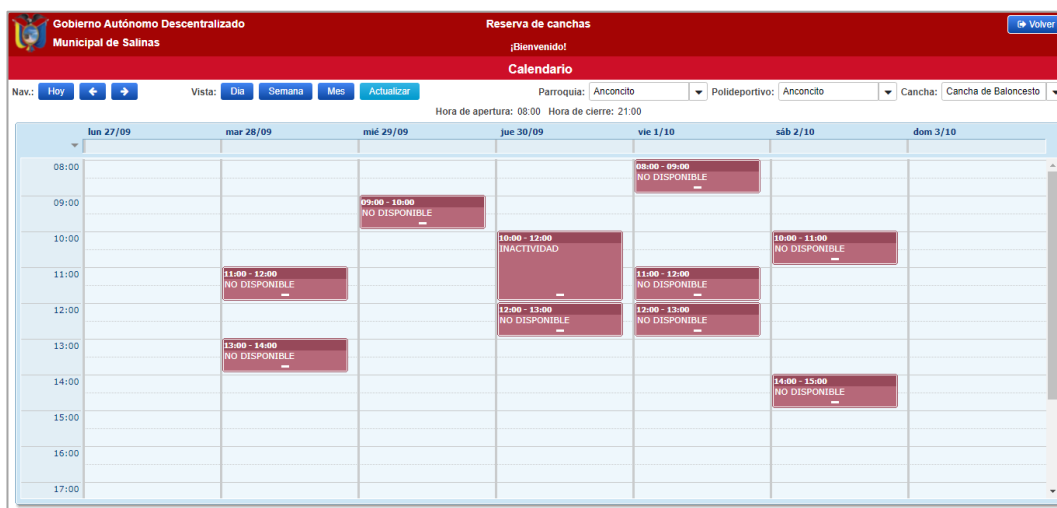 Gobierno Autónomo Descentralizado
Municipal de Salinas
Reserva de canchas
¡Bienvenido!
Volver
Calendario
Nav.: Hoy Vista: Dia Semana Mes Actualizar Parroquia: Anconcito Polideportivo: Anconcito Cancha: Cancha de Baloncesto
Hora de apertura: 08:00 Hora de cierre: 21:00
lun 27/09 mar 28/09 mié 29/09 jue 30/09 vie 1/10 sáb 2/10 dom 3/10
08:00 08:00 - 09:00
NO DISPONIBLE
09:00 09:00 - 10:00
NO DISPONIBLE
10:00 10:00 - 12:00 10:00 - 11:00
INACTIVIDAD NO DISPONIBLE
11:00 11:00 - 12:00 11:00 - 12:00
NO DISPONIBLE NO DISPONIBLE
12:00 12:00 - 13:00 12:00 - 13:00
NO DISPONIBLE NO DISPONIBLE
13:00 13:00 - 14:00
NO DISPONIBLE
14:00 14:00 - 15:00
NO DISPONIBLE
15:00
16:00
17:00